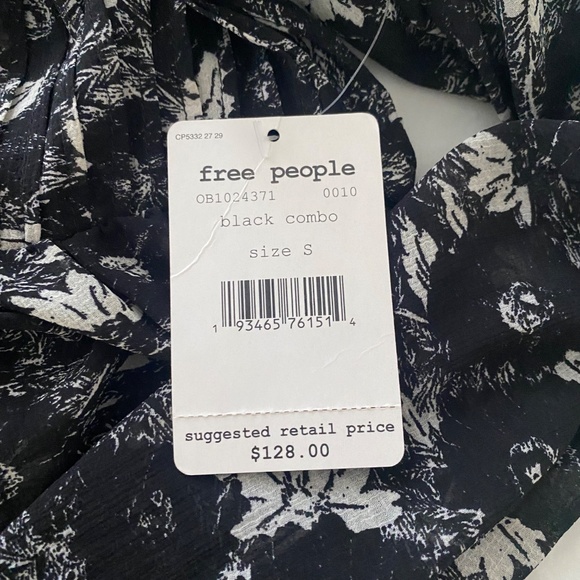 CP5332 27 29
free people
OB1024371 0010
black combo
size S
1 93465 76151 4
suggested retail price
$128.00